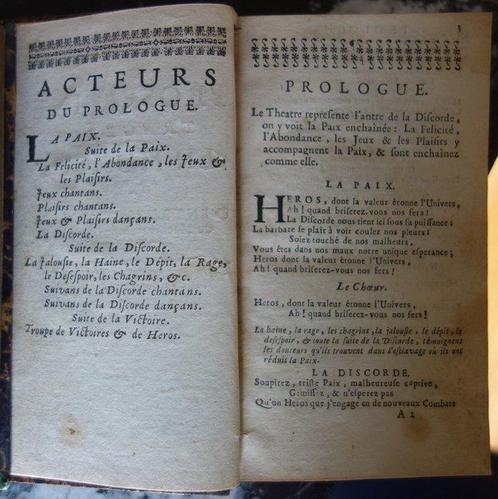 ACTEURS
DU PROLOGUE.
LA PAIX.
Suite de la Paix.
La Felicité, l'Abondance, les Jeux &
les Plaisirs.
Jeux chantans.
Plaisirs chantans.
Jeux & Plaisirs dançans.
La Discorde.
Suite de la Discorde.
La Jalousie, la Haine, le Dépit, la Rage,
le Desespoir, les Chagrins, &c.
Suivans de la Discorde chantans.
Suivans de la Discorde dançans.
Suite de la Victoire.
Troupe de Victoires & de Heros.
3
PROLOGUE.
Le Theatre represente l'antre de la Discorde,
on y voit la Paix enchaînée: La Felicité,
l'Abondance, les Jeux & les Plaisirs y
accompagnent la Paix, & sont enchainez
comme elle.
LA PAIX.
HEROS, dont la valeur étonne l'Univers,
Ah! quand briserez-vous nos fers!
La Discorde nous tient ici sous sa puissance;
La barbare se plaît à voir couler nos pleurs!
Soiez touché de nos malheurs,
Vous êtes dans nos maux notre unique esperance;
Heros dont la valeur étonne l'Univers,
Ah! quand briserez-vous nos fers!
Le Chœur.
Heros, dont la valeur étonne l'Univers,
Ah! quand briserez-vous nos fers!
La haine, la rage, les chagrins, la jalousie, le dépit, le
desespoir, & toute la suite de la Discorde, témoignent
les douceurs qu'ils trouvent dans l'esclavage où ils ont
réduit la Paix.
LA DISCORDE.
Soupirez, triste Paix, malheureuse captive,
Gemissez, & n'esperez pas
Qu'on Heros que j'engage en de nouveaux Combats
A 2